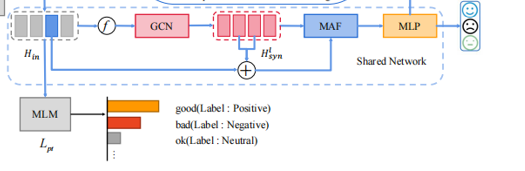 f
GCN
MAF
MLP
H_in
H^l_syn
Shared Network
MLM
good(Label : Positive)
bad(Label : Negative)
ok(Label : Neutral)
L_pt